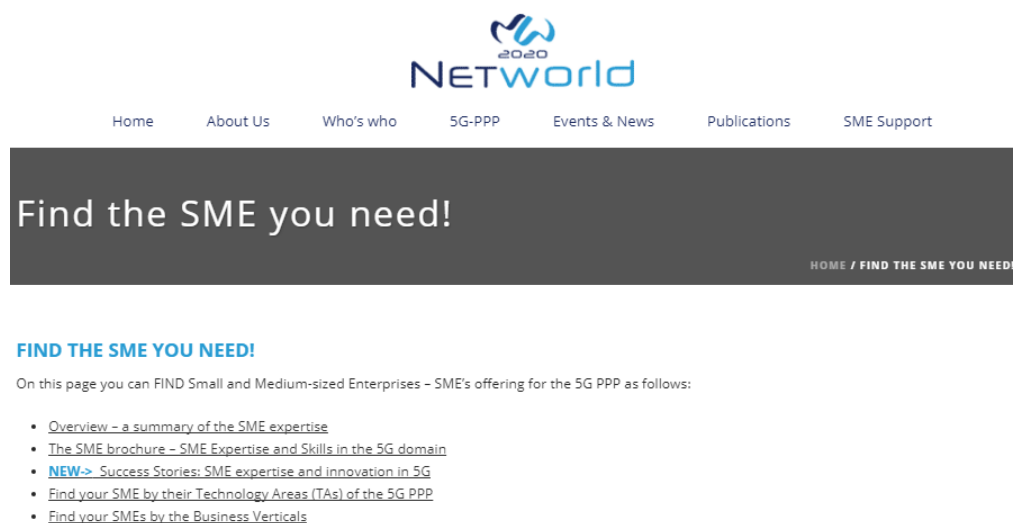 2020
NETWorld
Home About Us Who's who 5G-PPP Events & News Publications SME Support
Find the SME you need!
HOME / FIND THE SME YOU NEED!
FIND THE SME YOU NEED!
On this page you can FIND Small and Medium-sized Enterprises – SME's offering for the 5G PPP as follows:
• Overview – a summary of the SME expertise
• The SME brochure – SME Expertise and Skills in the 5G domain
• NEW-> Success Stories: SME expertise and innovation in 5G
• Find your SME by their Technology Areas (TAs) of the 5G PPP
• Find your SMEs by the Business Verticals